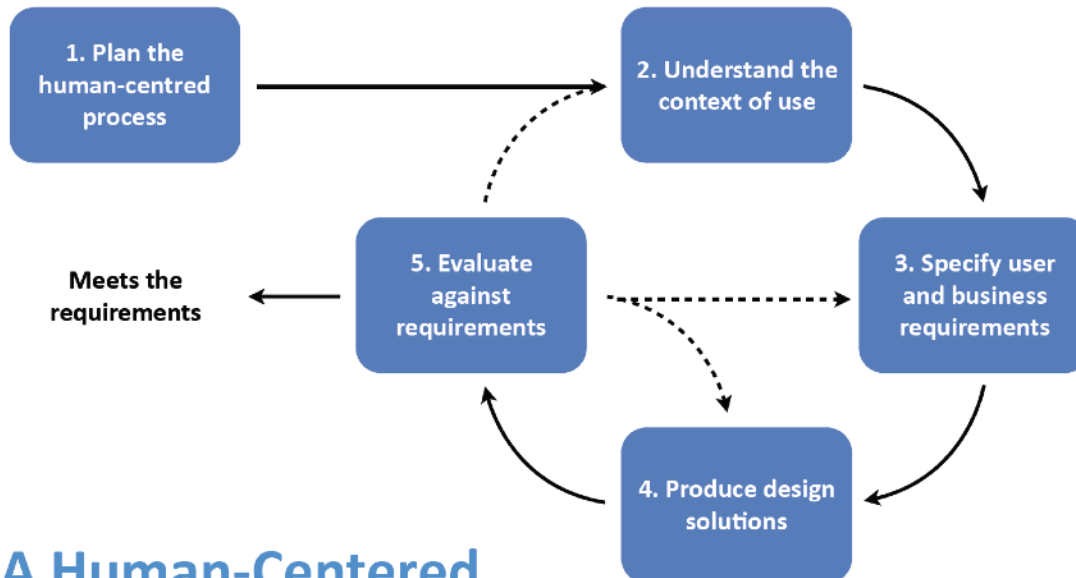 1. Plan the
human-centred
process
2. Understand the
context of use
3. Specify user
and business
requirements
4. Produce design
solutions
5. Evaluate
against
requirements
Meets the
requirements
A Human-Centered